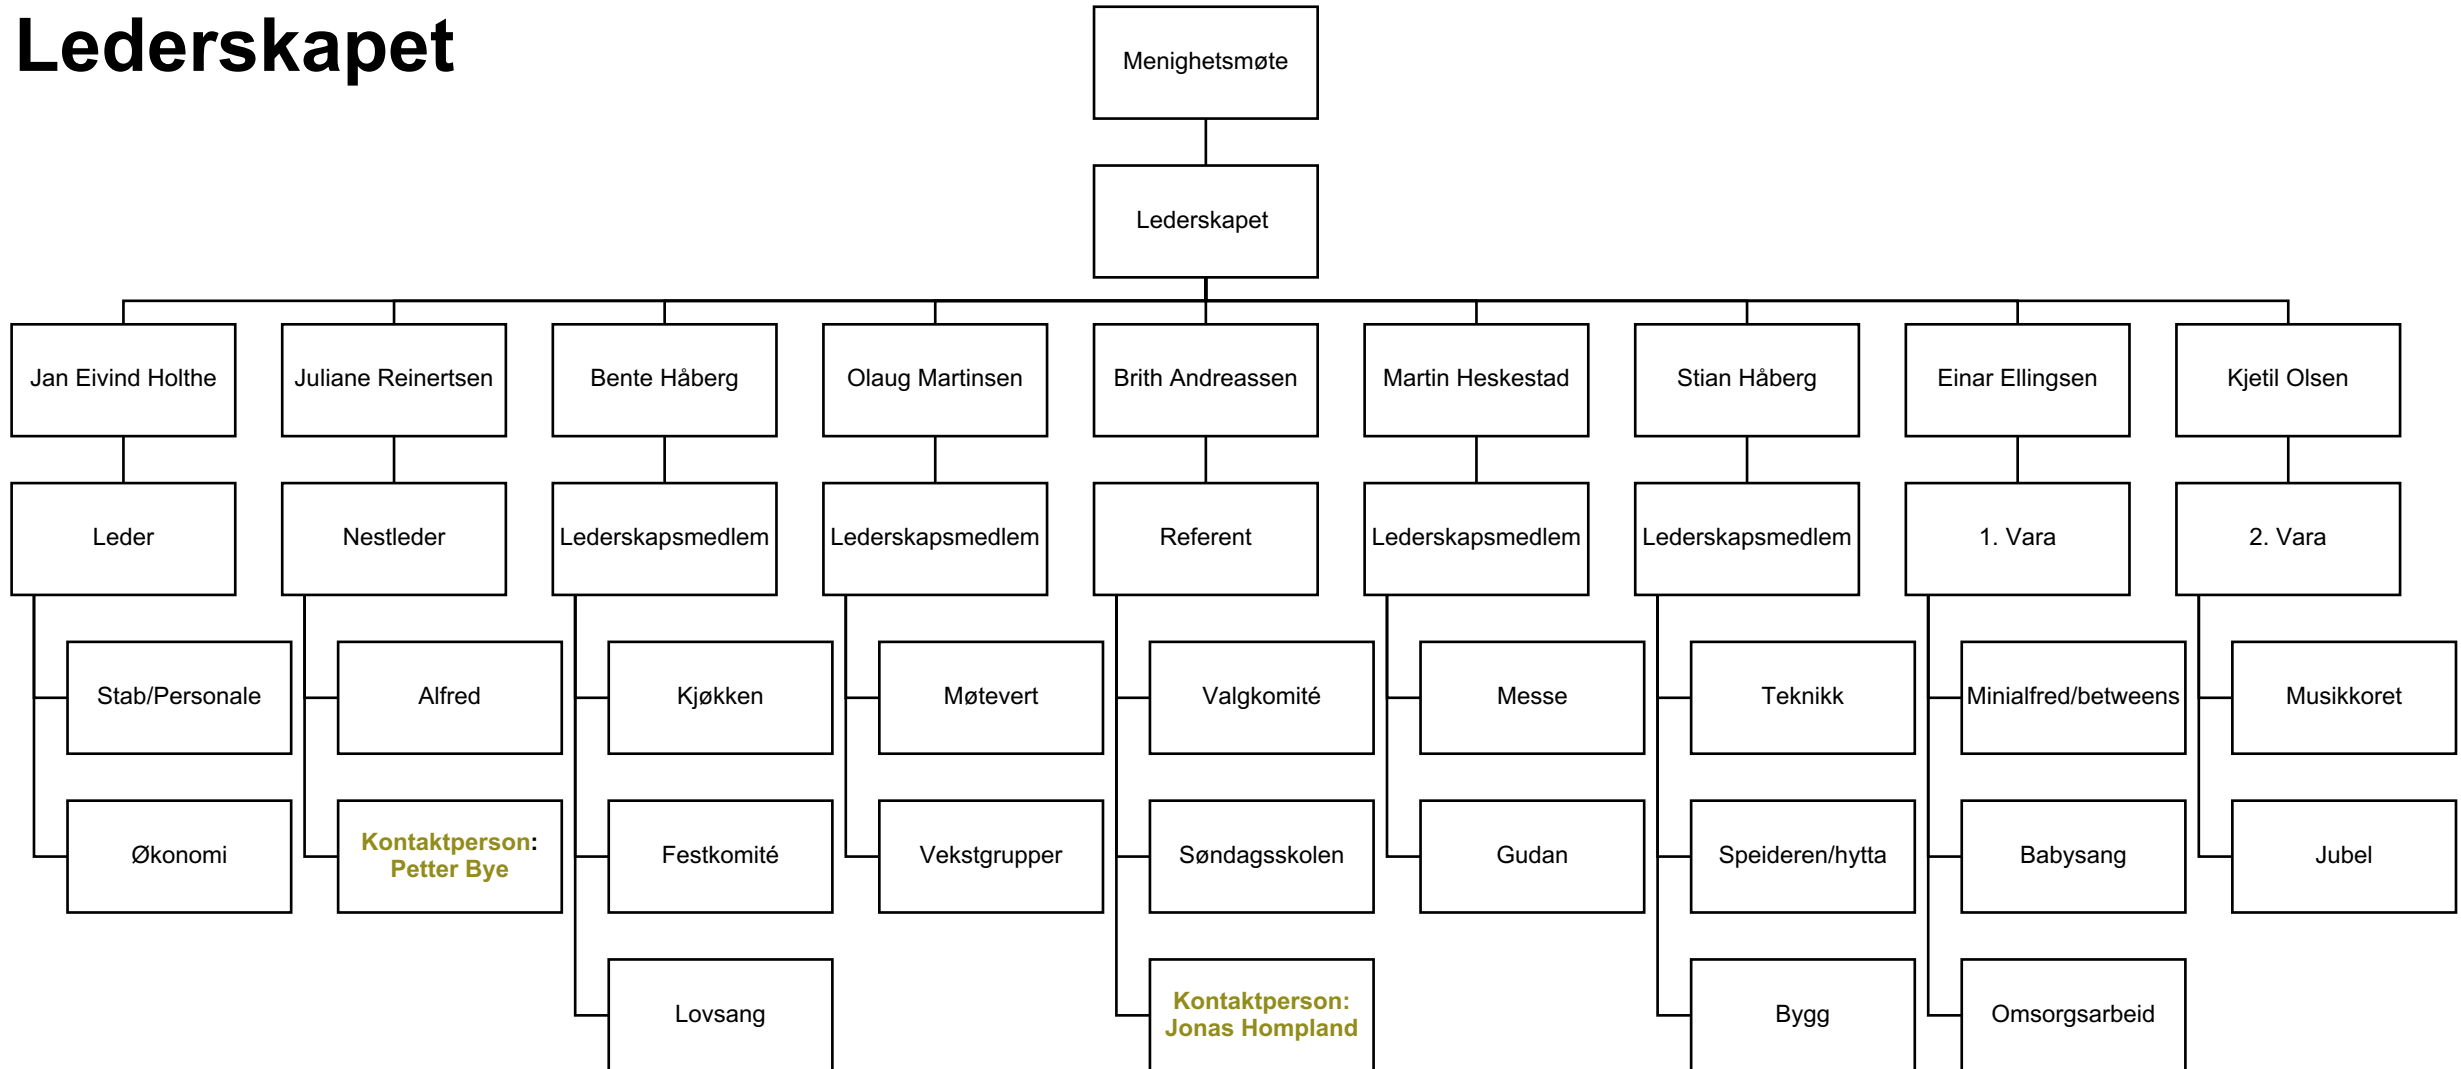 Lederskapet
Menighetsmøte
Lederskapet
Jan Eivind Holthe
Juliane Reinertsen
Bente Håberg
Olaug Martinsen
Brith Andreassen
Martin Heskestad
Stian Håberg
Einar Ellingsen
Kjetil Olsen
Leder
Nestleder
Lederskapsmedlem
Lederskapsmedlem
Referent
Lederskapsmedlem
Lederskapsmedlem
1. Vara
2. Vara
Stab/Personale
Alfred
Kjøkken
Møtevert
Valgkomité
Messe
Teknikk
Minialfred/betweens
Musikkoret
Økonomi
Kontaktperson:
Petter Bye
Festkomité
Vekstgrupper
Søndagsskolen
Gudan
Speideren/hytta
Babysang
Jubel
Lovsang
Kontaktperson:
Jonas Hompland
Bygg
Omsorgsarbeid